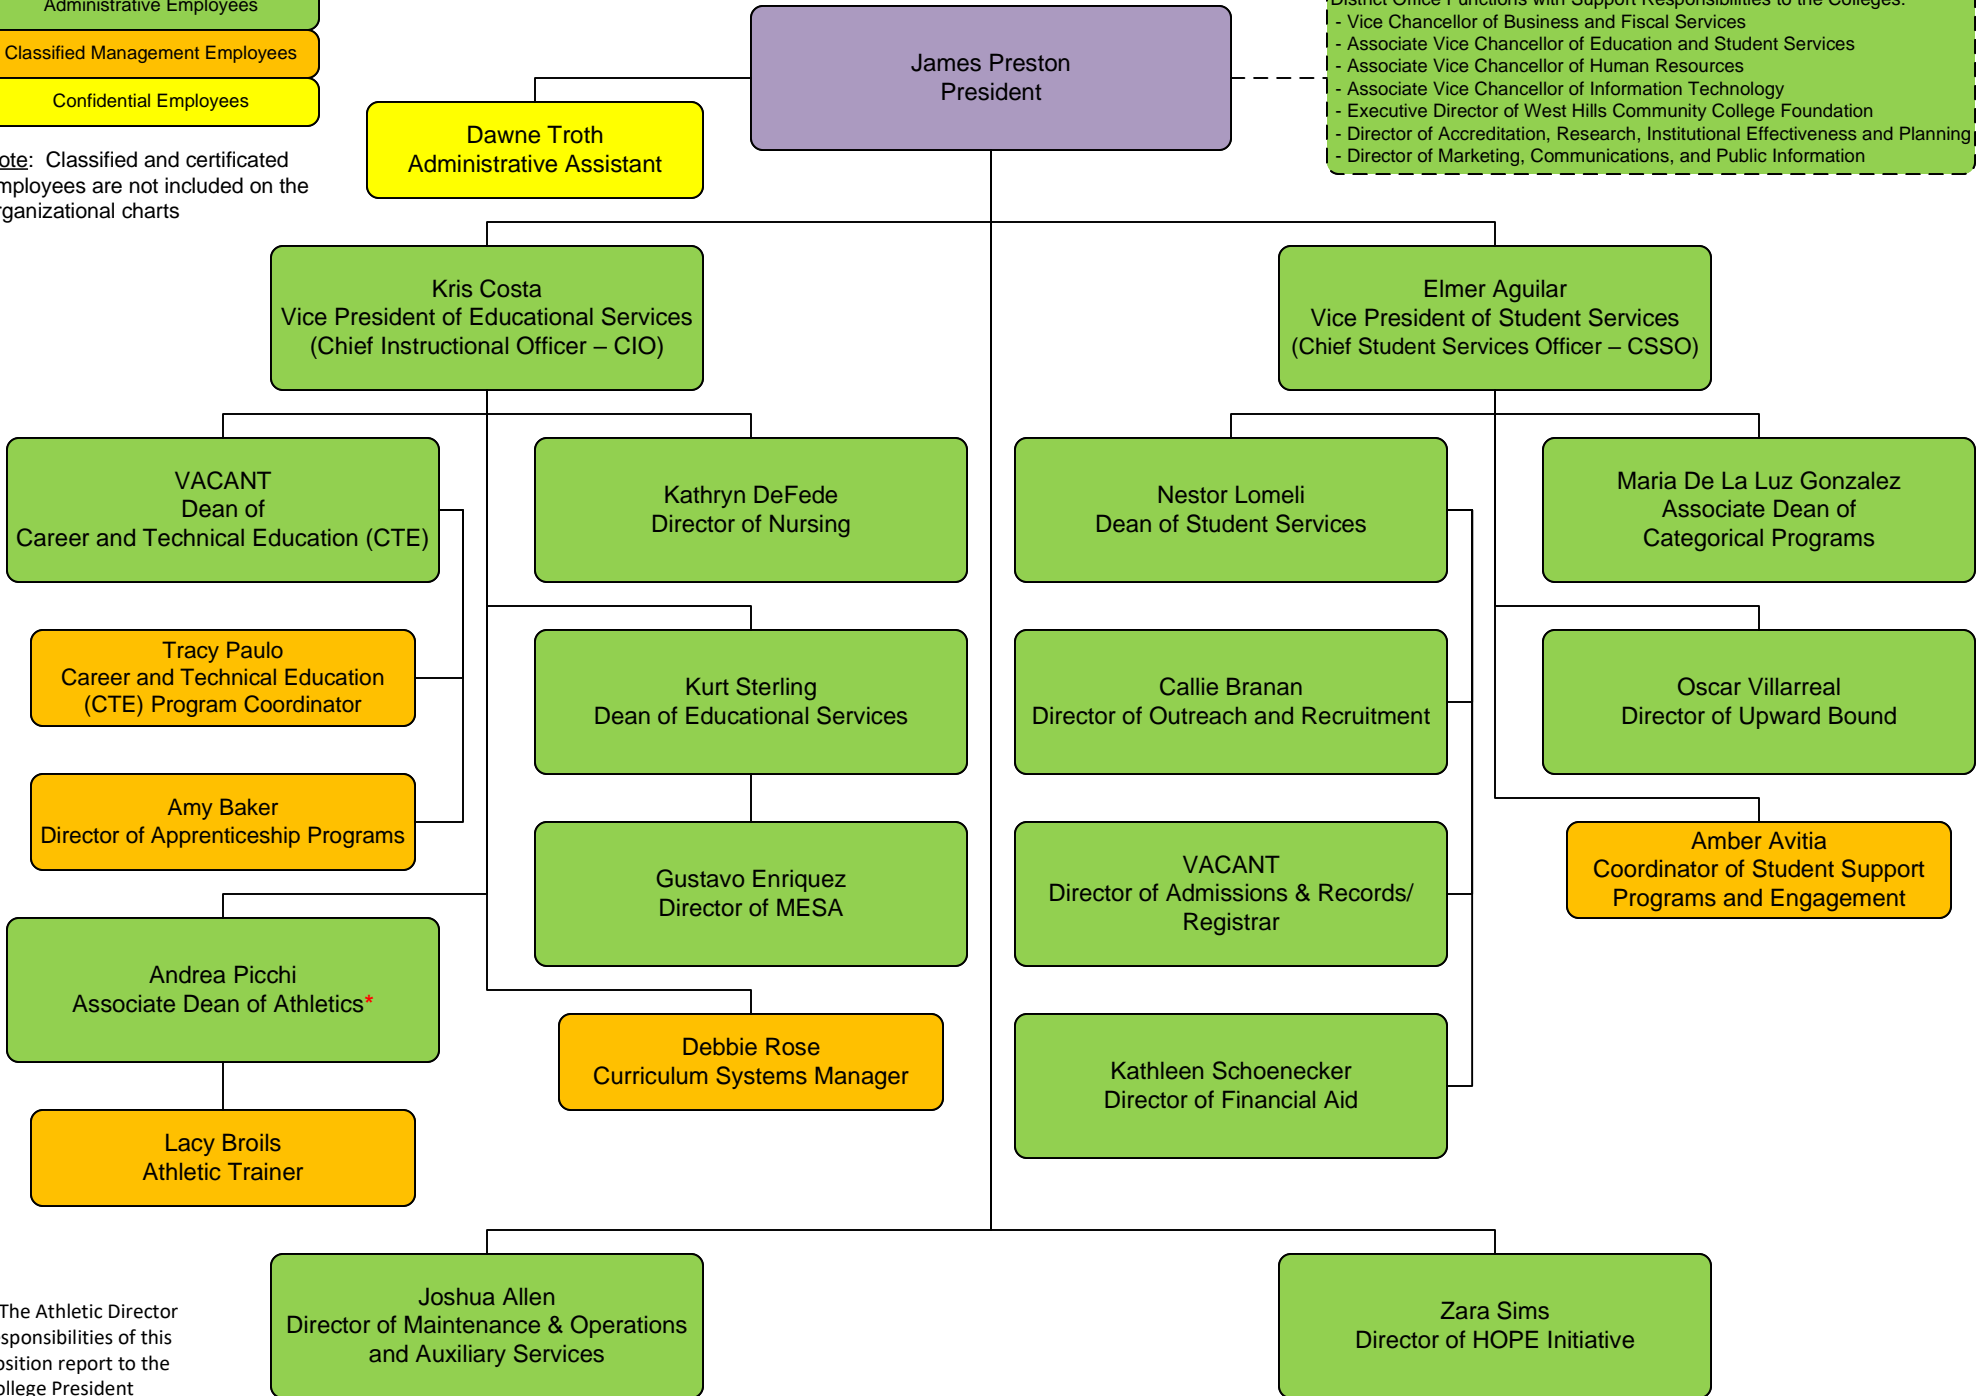 Administrative Employees
Classified Management Employees
Confidential Employees
ote: Classified and certificated
mployees are not included on the
rganizational charts
James Preston
President
District Office Functions with Support Responsibilities to the Colleges:
- Vice Chancellor of Business and Fiscal Services
- Associate Vice Chancellor of Education and Student Services
- Associate Vice Chancellor of Human Resources
- Associate Vice Chancellor of Information Technology
- Executive Director of West Hills Community College Foundation
- Director of Accreditation, Research, Institutional Effectiveness and Planning
- Director of Marketing, Communications, and Public Information
Dawne Troth
Administrative Assistant
Kris Costa
Vice President of Educational Services
(Chief Instructional Officer – CIO)
Elmer Aguilar
Vice President of Student Services
(Chief Student Services Officer – CSSO)
VACANT
Dean of
Career and Technical Education (CTE)
Kathryn DeFede
Director of Nursing
Nestor Lomeli
Dean of Student Services
Maria De La Luz Gonzalez
Associate Dean of
Categorical Programs
Tracy Paulo
Career and Technical Education
(CTE) Program Coordinator
Kurt Sterling
Dean of Educational Services
Callie Branan
Director of Outreach and Recruitment
Oscar Villarreal
Director of Upward Bound
Amy Baker
Director of Apprenticeship Programs
Gustavo Enriquez
Director of MESA
VACANT
Director of Admissions & Records/
Registrar
Amber Avitia
Coordinator of Student Support
Programs and Engagement
Andrea Picchi
Associate Dean of Athletics*
Debbie Rose
Curriculum Systems Manager
Kathleen Schoenecker
Director of Financial Aid
Lacy Broils
Athletic Trainer
The Athletic Director
esponsibilities of this
osition report to the
ollege President
Joshua Allen
Director of Maintenance & Operations
and Auxiliary Services
Zara Sims
Director of HOPE Initiative